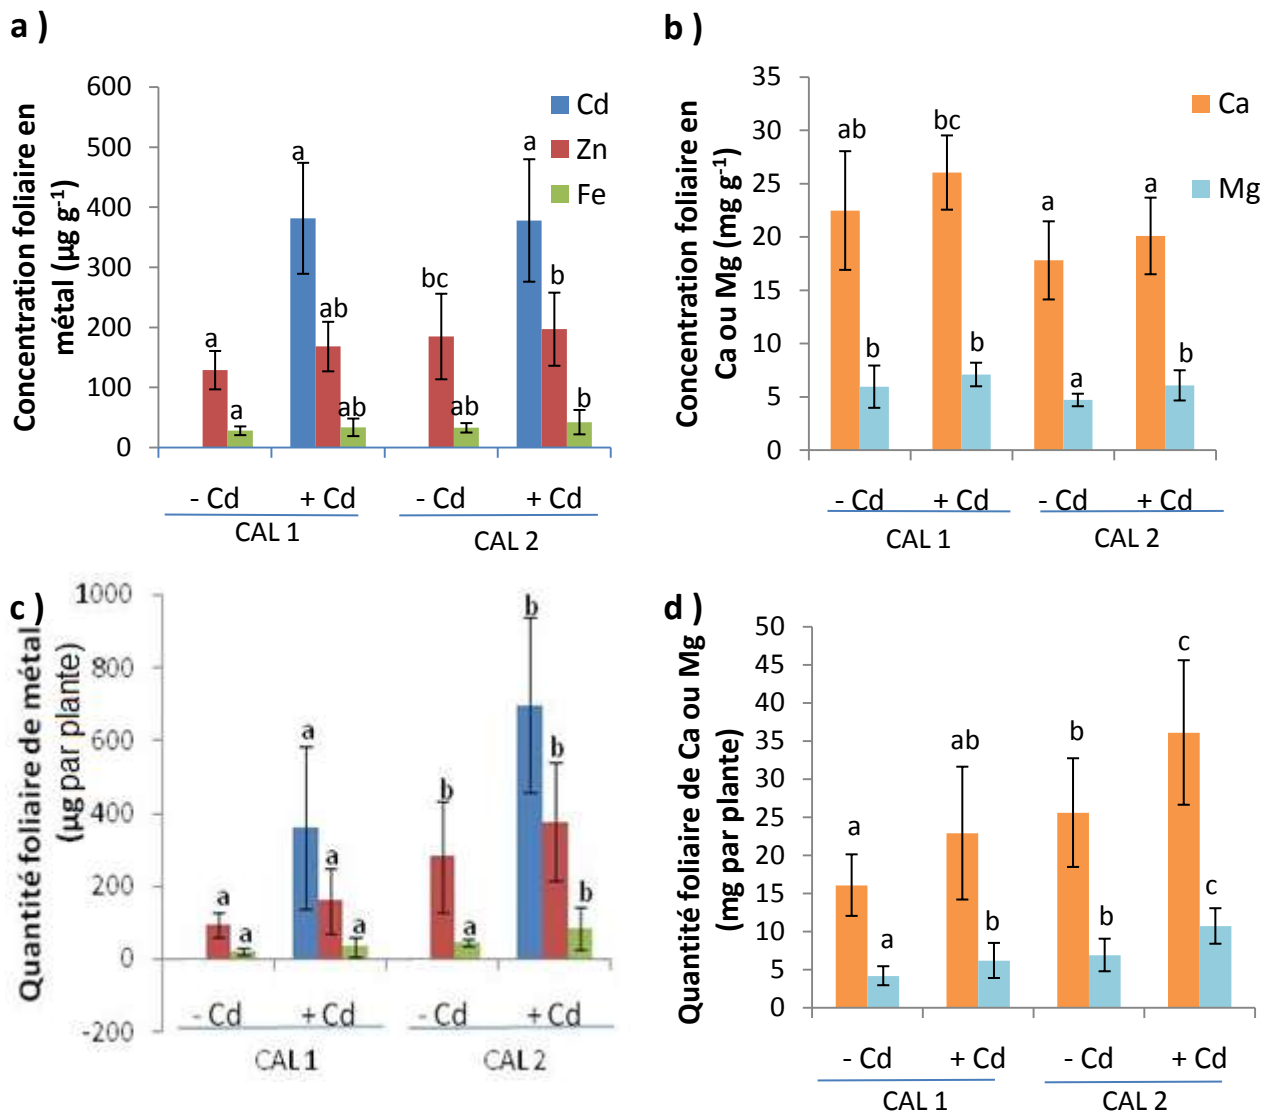 a )
Concentration foliaire en
métal (µg g-1)
600
500
400
300
200
100
0
Cd
Zn
Fe
a
a
a
ab
ab
bc
ab
a
b
b
- Cd
+ Cd
- Cd
+ Cd
CAL 1
CAL 2
b )
Concentration foliaire en
Ca ou Mg (mg g-1)
35
30
25
20
15
10
5
0
Ca
Mg
ab
b
bc
b
a
a
a
b
- Cd
+ Cd
- Cd
+ Cd
CAL 1
CAL 2
c )
Quantité foliaire de métal
(µg par plante)
1000
800
600
400
200
0
-200
a
a
a
a
a
b
a
b
b
b
- Cd
+ Cd
- Cd
+ Cd
CAL 1
CAL 2
d )
Quantité foliaire de Ca ou Mg
(mg par plante)
50
45
40
35
30
25
20
15
10
5
0
a
a
ab
b
b
b
c
c
- Cd
+ Cd
- Cd
+ Cd
CAL 1
CAL 2